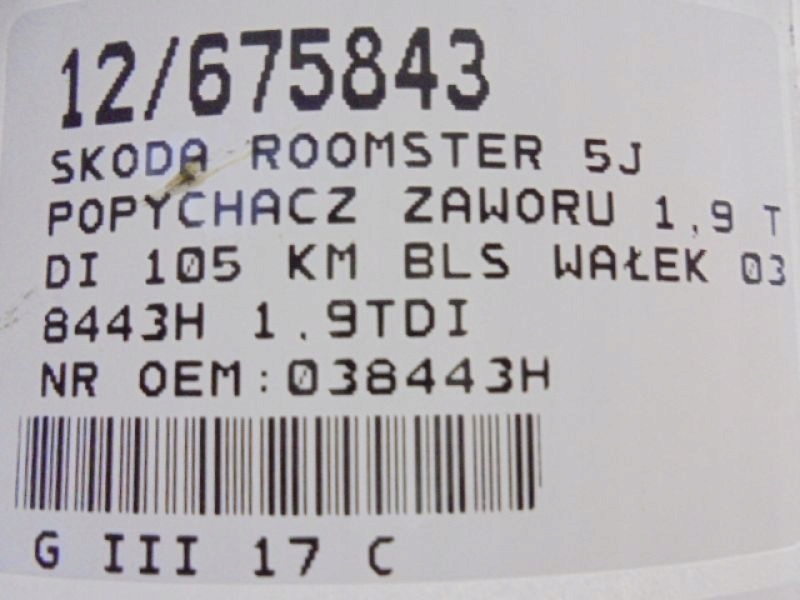 12/675843
SKODA ROOMSTER 5J
POPYCHACZ ZAWORU 1,9 T
DI 105 KM BLS WAŁEK 03
8443H 1.9TDI
NR OEM:038443H
G III 17 C